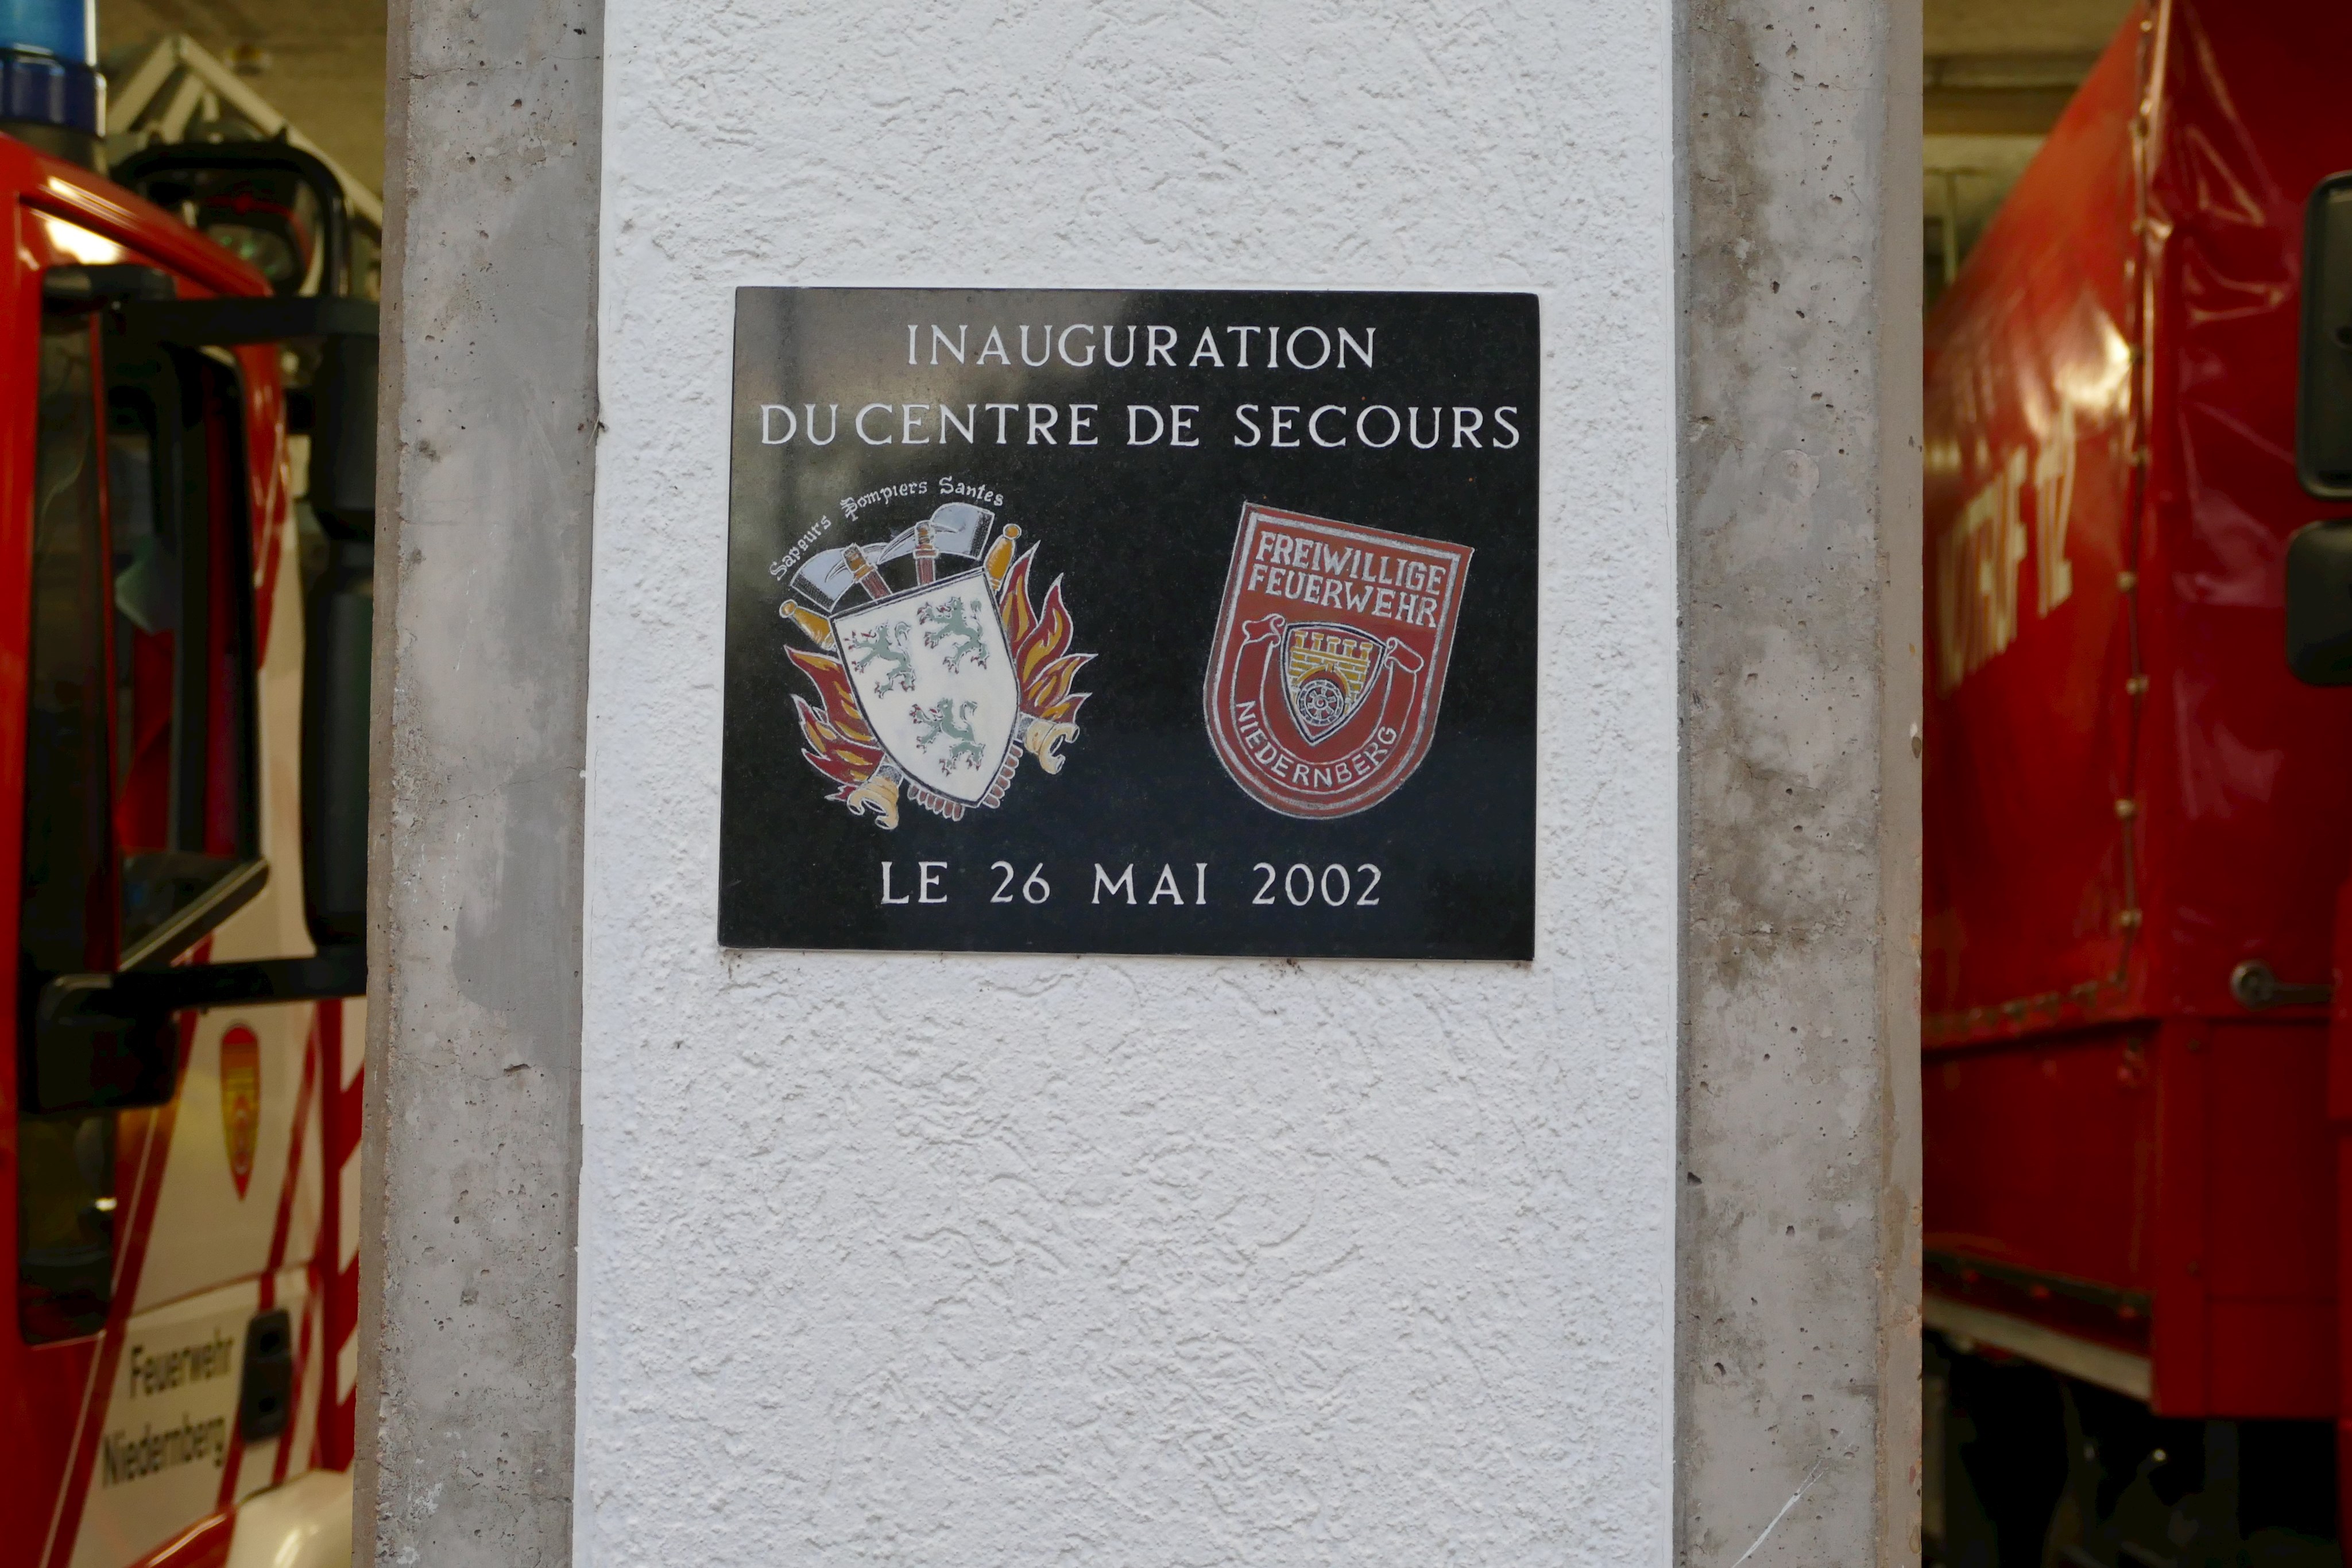 INAUGURATION
DU CENTRE DE SECOURS
Sapeurs Pompiers Santes
FREIWILLIGE
FEUERWEHR
NIEDERNBERG
LE 26 MAI 2002
Feuerwehr
Niedernberg